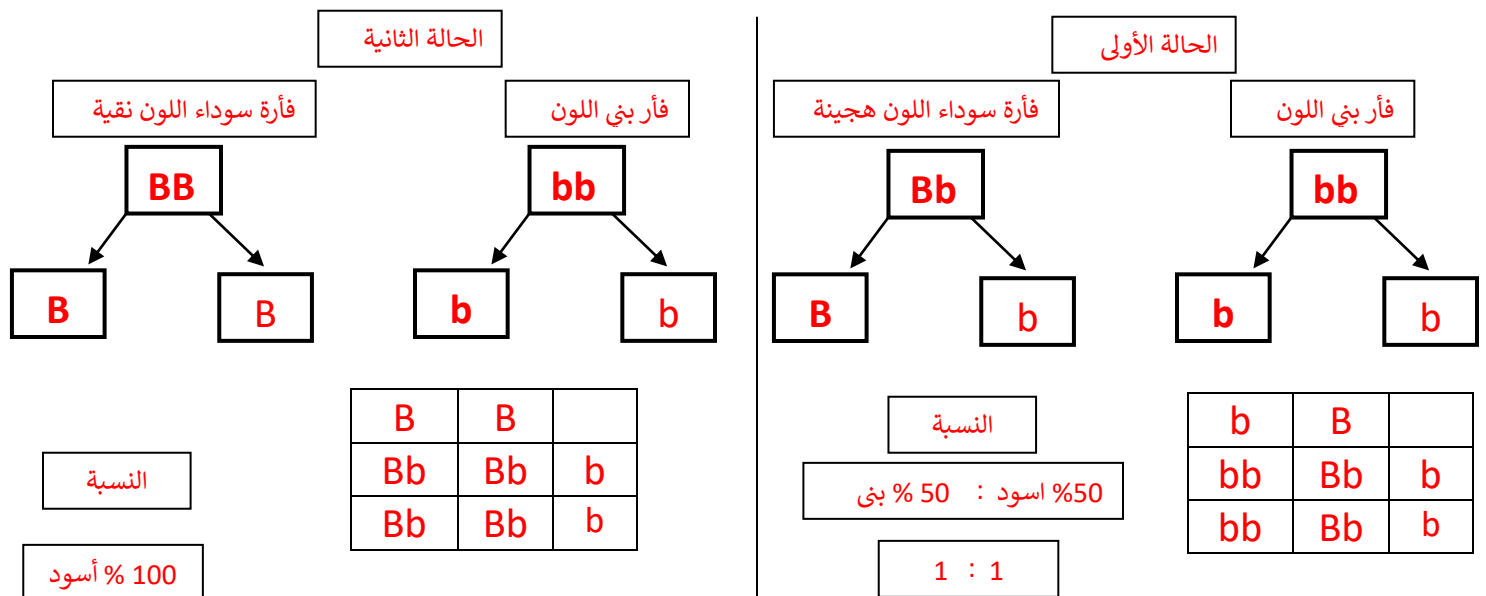 الحالة الأولى
فأر بني اللون
فأرة سوداء اللون هجينة
bb
Bb
b
b
b
B
B b
b Bb bb
b Bb bb
النسبة
50% اسود : 50 % بنى
1 : 1
الحالة الثانية
فأر بني اللون
فأرة سوداء اللون نقية
bb
BB
b
b
B
B
B B
b Bb Bb
b Bb Bb
النسبة
100 % أسود